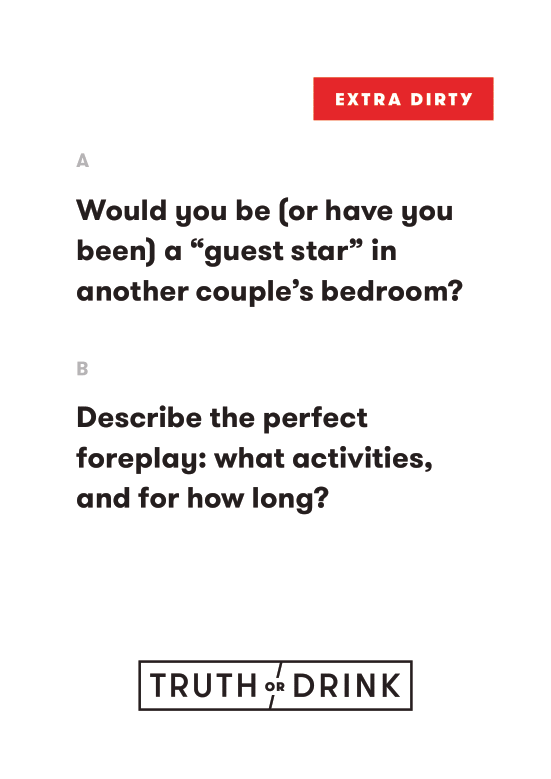 EXTRA DIRTY
A
Would you be (or have you
been) a “guest star” in
another couple’s bedroom?
B
Describe the perfect
foreplay: what activities,
and for how long?
TRUTH OR DRINK